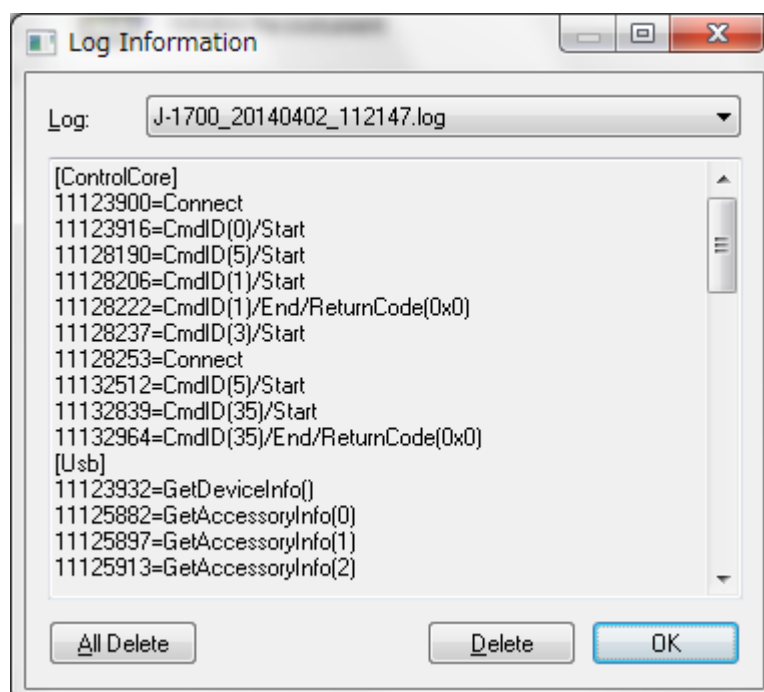 Log Information
Log: J-1700_20140402_112147.log
[ControlCore]
11123900=Connect
11123916=CmdID(0)/Start
11128190=CmdID(5)/Start
11128206=CmdID(1)/Start
11128222=CmdID(1)/End/ReturnCode(0x0)
11128237=CmdID(3)/Start
11128253=Connect
11132512=CmdID(5)/Start
11132839=CmdID(35)/Start
11132964=CmdID(35)/End/ReturnCode(0x0)
[Usb]
11123932=GetDeviceInfo()
11125882=GetAccessoryInfo(0)
11125897=GetAccessoryInfo(1)
11125913=GetAccessoryInfo(2)
All Delete Delete OK